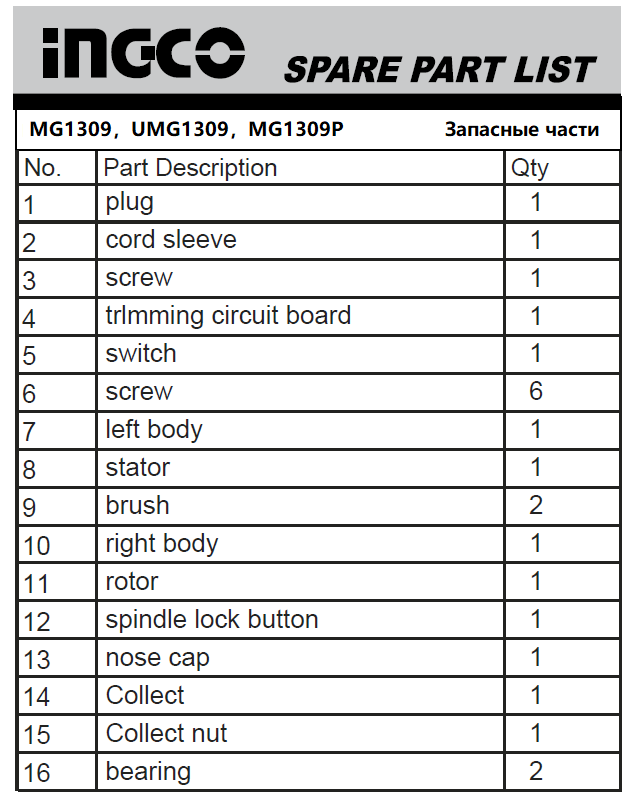 INGCO
SPARE PART LIST
MG1309, UMG1309, MG1309P Запасные части
No. Part Description Qty
1 plug 1
2 cord sleeve 1
3 screw 1
4 trlmming circuit board 1
5 switch 1
6 screw 6
7 left body 1
8 stator 1
9 brush 2
10 right body 1
11 rotor 1
12 spindle lock button 1
13 nose cap 1
14 Collect 1
15 Collect nut 1
16 bearing 2